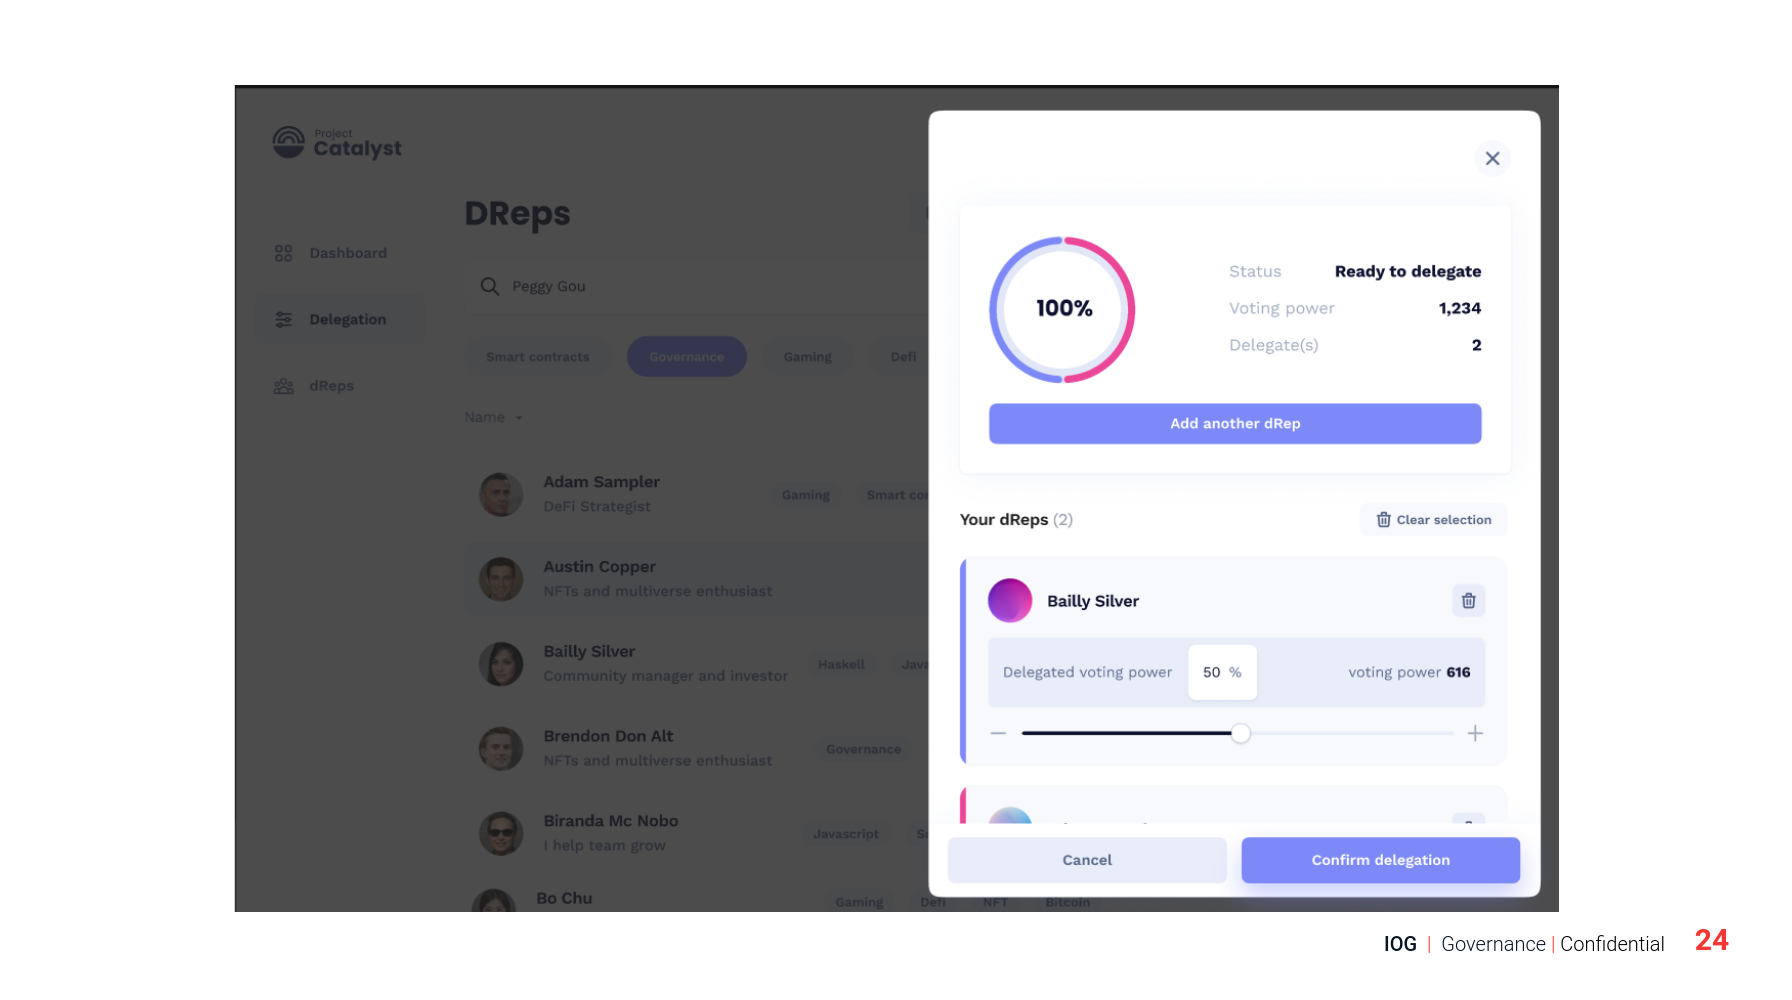 Project
Catalyst
Dashboard
Delegation
dReps
DReps
Peggy Gou
Smart contracts
Governance
Gaming
Defi
Name
Adam Sampler
DeFi Strategist
Gaming
Smart
Austin Copper
NFTs and multiverse enthusiast
Bailly Silver
Community manager and investor
Haskell
Brendon Don Alt
NFTs and multiverse enthusiast
Governance
Biranda Mc Nobo
I help team grow
Javascript
Bo Chu
Gaming
Defi
NFT
Bitcoin
100%
Status Ready to delegate
Voting power 1,234
Delegate(s) 2
Add another dRep
Your dReps (2)
Clear selection
Bailly Silver
Delegated voting power 50 % voting power 616
Cancel
Confirm delegation
IOG | Governance | Confidential 24